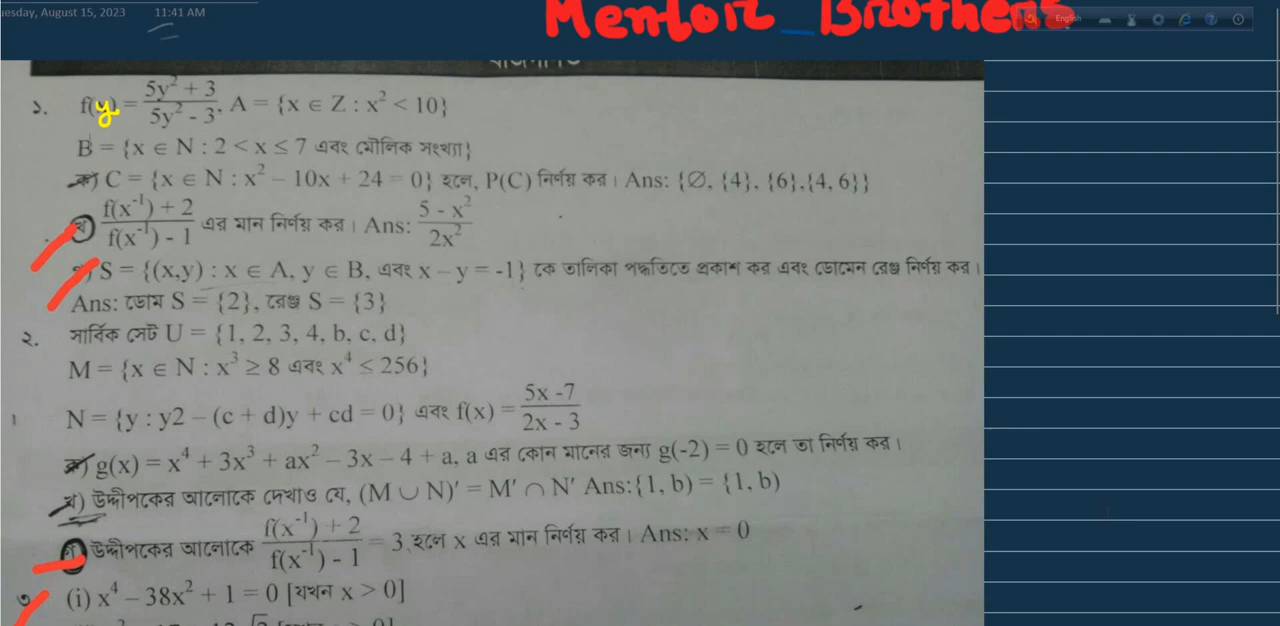 esday, August 15, 2023 11:41 AM
Mentor_Brothers
English
১. f(y) = (5y² + 3)/(5y² - 3), A = {x ∈ Z : x² < 10}
B = {x ∈ N : 2 < x ≤ 7 এবং মৌলিক সংখ্যা}
ক) C = {x ∈ N : x² – 10x + 24 = 0} হলে, P(C) নির্ণয় কর। Ans: {∅, {4}, {6},{4, 6}}
খ) (f(x⁻¹) + 2)/(f(x⁻¹) - 1) এর মান নির্ণয় কর। Ans: (5 - x²)/(2x²)
S = {(x,y) : x ∈ A, y ∈ B, এবং x – y = -1} কে তালিকা পদ্ধতিতে প্রকাশ কর এবং ডোমেন রেঞ্জ নির্ণয় কর।
Ans: ডোম S = {2}, রেঞ্জ S = {3}
২. সার্বিক সেট U = {1, 2, 3, 4, b, c, d}
M = {x ∈ N : x³ ≥ 8 এবং x⁴ ≤ 256}
N = {y : y2 – (c + d)y + cd = 0} এবং f(x) = (5x -7)/(2x - 3)
ক) g(x) = x⁴ + 3x³ + ax² – 3x – 4 + a, a এর কোন মানের জন্য g(-2) = 0 হলে তা নির্ণয় কর।
খ) উদ্দীপকের আলোকে দেখাও যে, (M ∪ N)′ = M′ ∩ N′ Ans:{1, b) = {1, b)
গ) উদ্দীপকের আলোকে (f(x⁻¹) + 2)/(f(x⁻¹) - 1) = 3, হলে x এর মান নির্ণয় কর। Ans: x = 0
৩ (i) x⁴ – 38x² + 1 = 0 [যখন x > 0]